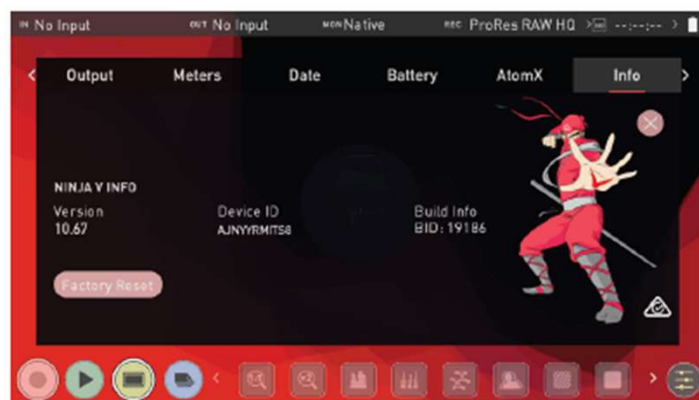 IN No Input OUT No Input MON Native REC ProRes RAW HQ --:--:--
Output Meters Date Battery AtomX Info
NINJA V INFO
Version Device ID Build Info
10.67 AJNYYRMITS8 BID: 19186
Factory Reset